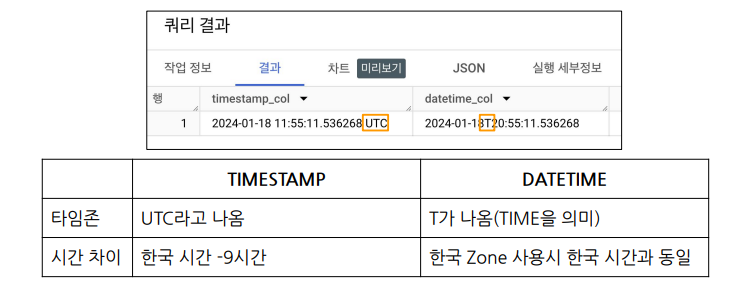 쿼리 결과
작업 정보 결과 차트 미리보기 JSON 실행 세부정보
행 timestamp_col datetime_col
1 2024-01-18 11:55:11.536268 UTC 2024-01-18T20:55:11.536268
TIMESTAMP DATETIME
타임존 UTC라고 나옴 T가 나옴(TIME을 의미)
시간 차이 한국 시간 -9시간 한국 Zone 사용시 한국 시간과 동일